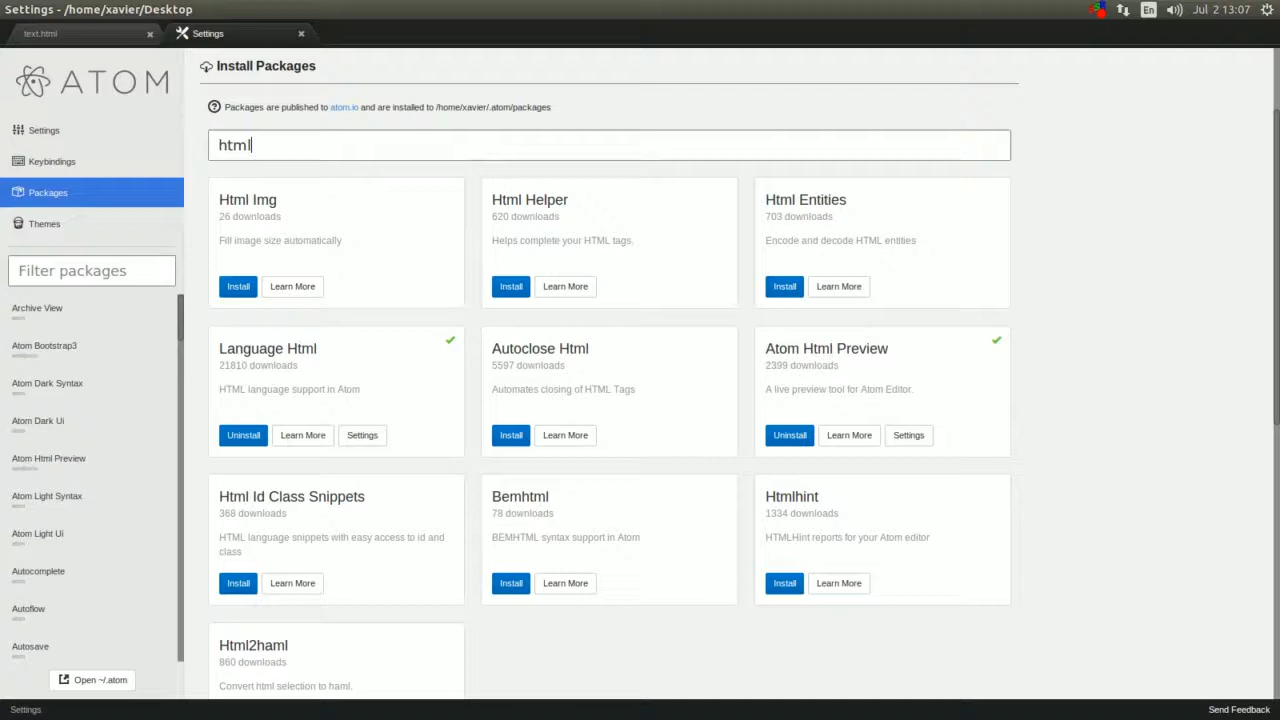 Settings - /home/xavier/Desktop
En
Jul 2 13:07
text.html
Settings
ATOM
Settings
Keybindings
Packages
Themes
Filter packages
Archive View
atom
Atom Bootstrap3
Atom Dark Syntax
atom
Atom Dark Ui
atom
Atom Html Preview
Atom Light Syntax
atom
Atom Light Ui
atom
Autocomplete
atom
Autoflow
atom
Autosave
atom
Open ~/.atom
Install Packages
Packages are published to atom.io and are installed to /home/xavier/.atom/packages
html
Html Img
26 downloads
Fill image size automatically
Install Learn More
Html Helper
620 downloads
Helps complete your HTML tags.
Install Learn More
Html Entities
703 downloads
Encode and decode HTML entities
Install Learn More
Language Html
21810 downloads
HTML language support in Atom
Uninstall Learn More Settings
Autoclose Html
5597 downloads
Automates closing of HTML Tags
Install Learn More
Atom Html Preview
2399 downloads
A live preview tool for Atom Editor.
Uninstall Learn More Settings
Html Id Class Snippets
368 downloads
HTML language snippets with easy access to id and
class
Install Learn More
Bemhtml
78 downloads
BEMHTML syntax support in Atom
Install Learn More
Htmlhint
1334 downloads
HTMLHint reports for your Atom editor
Install Learn More
Html2haml
860 downloads
Convert html selection to haml.
Settings
Send Feedback